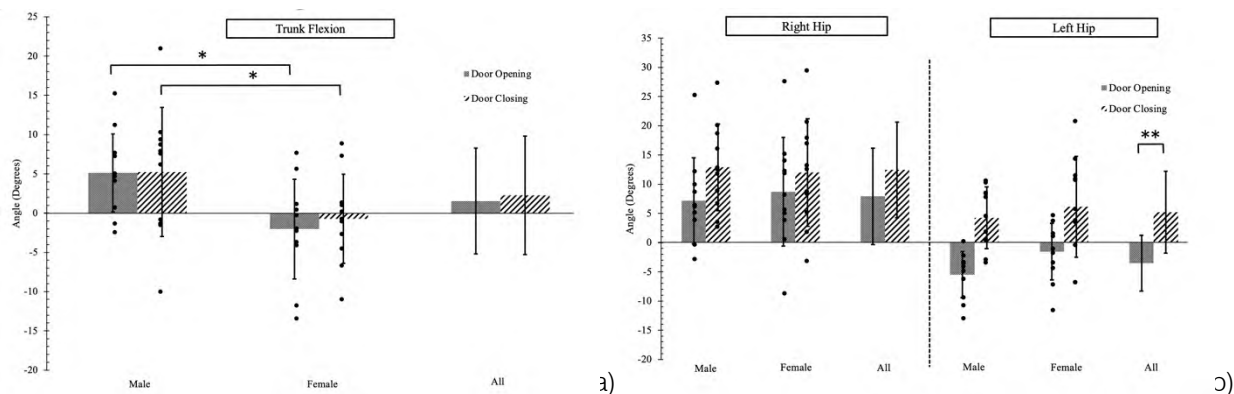 Trunk Flexion
25
20
15
10
5
0
-5
-10
-15
-20
Angle (Degrees)
*
*
Door Opening
Door Closing
Male
Female
All
a)
Right Hip
Left Hip
35
30
25
20
15
10
5
0
-5
-10
-15
-20
Angle (Degrees)
Door Opening
Door Closing
**
Male
Female
All
Male
Female
All
b)